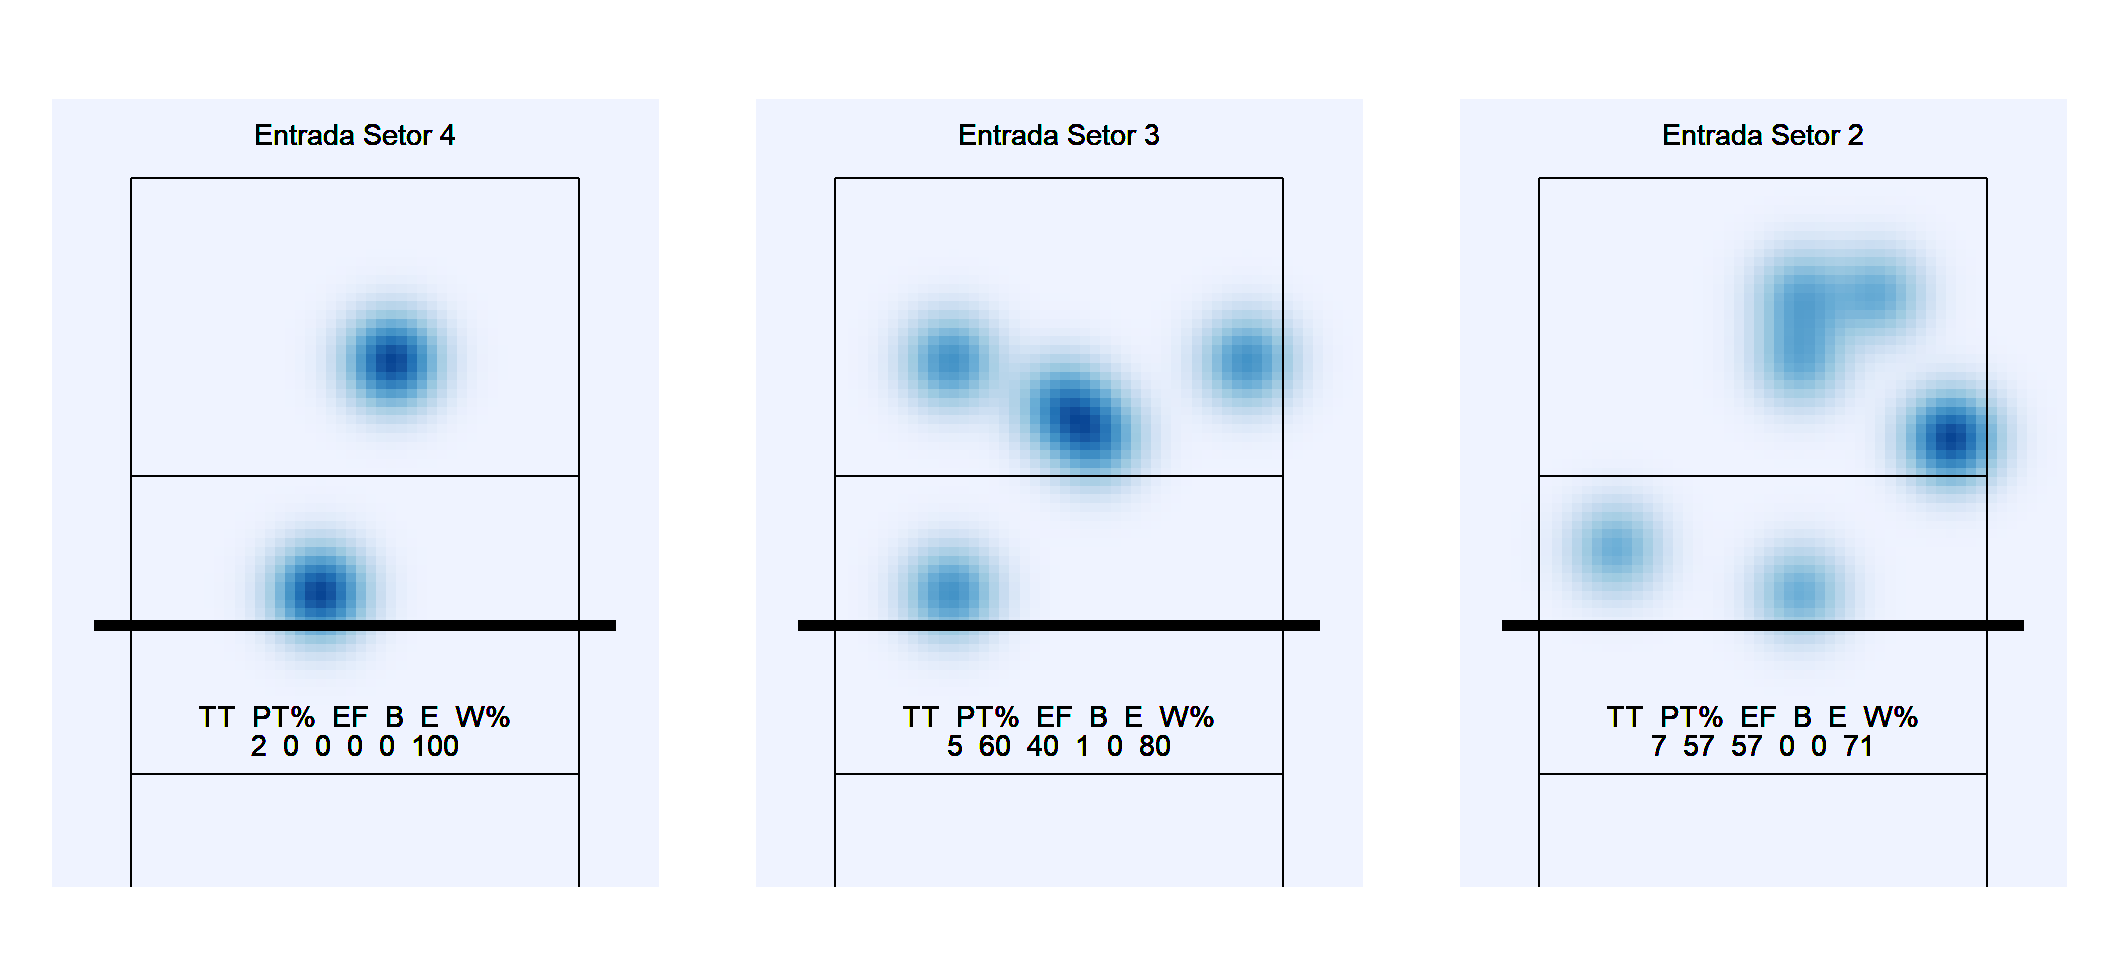 Entrada Setor 4
TT PT% EF B E W%
2 0 0 0 0 100
Entrada Setor 3
TT PT% EF B E W%
5 60 40 1 0 80
Entrada Setor 2
TT PT% EF B E W%
7 57 57 0 0 71